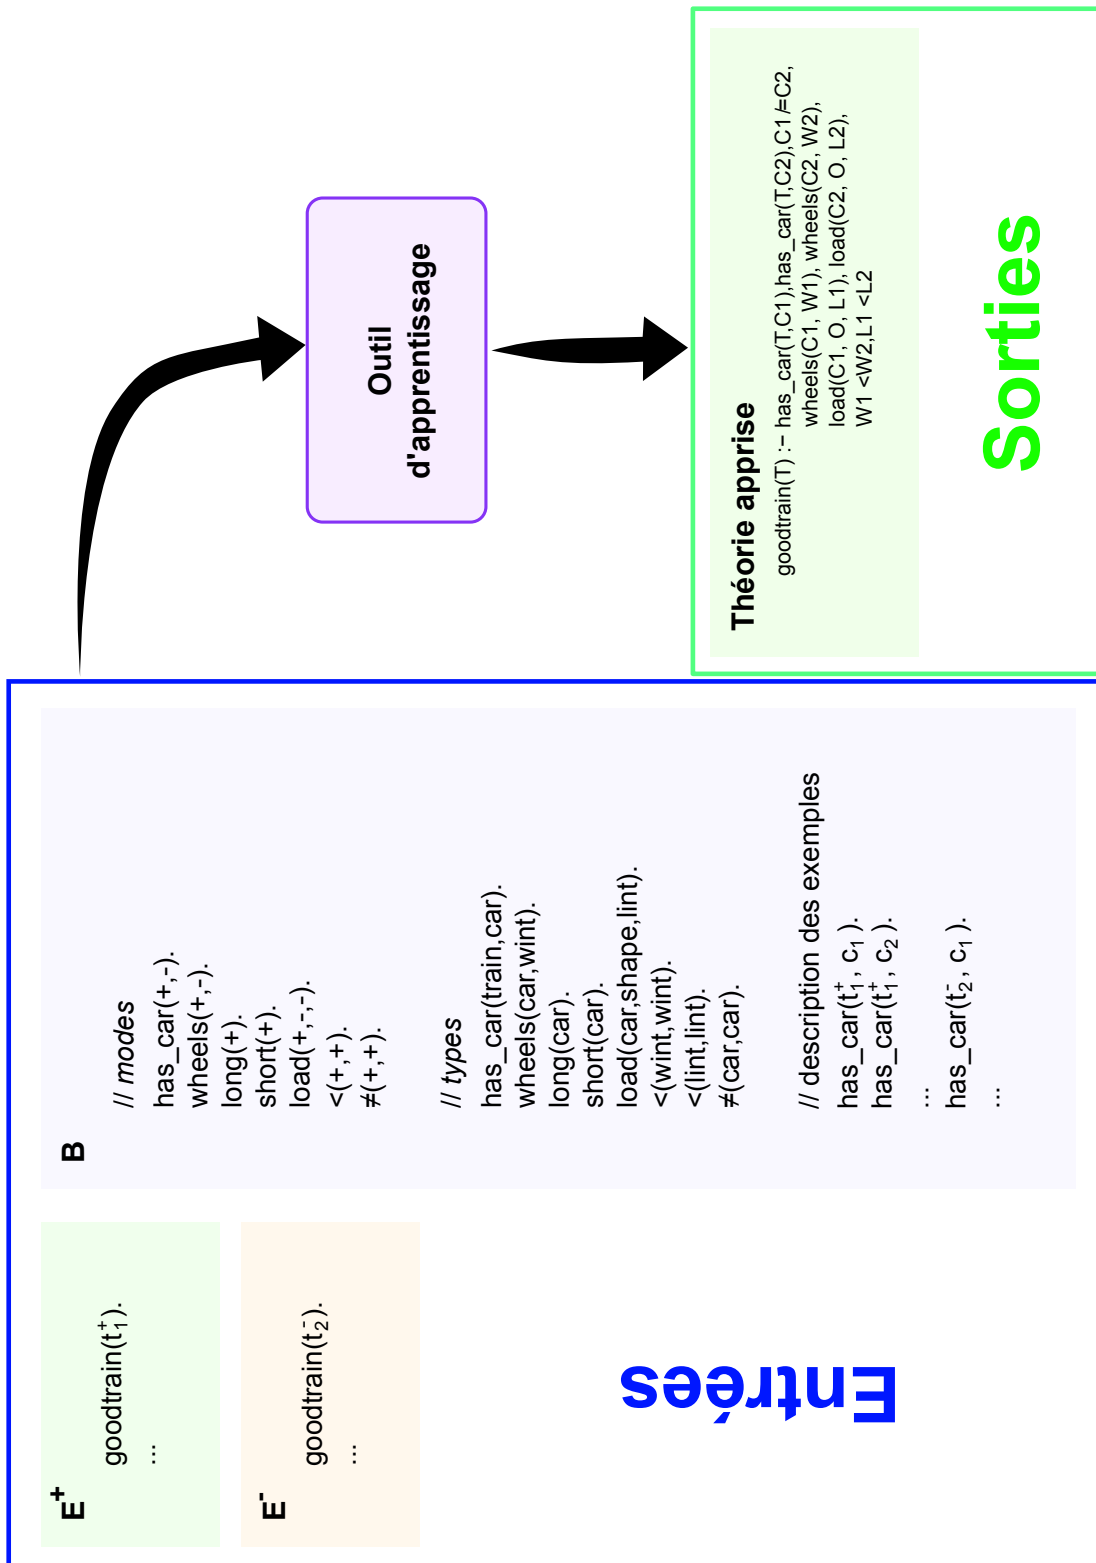 E+
goodtrain(t1+).
...
E-
goodtrain(t2-).
...
Entrées
B
// modes
has_car(+,-).
wheels(+,-).
long(+).
short(+).
load(+,-,-).
<(+,+).
≠(+,+).
// types
has_car(train,car).
wheels(car,wint).
long(car).
short(car).
load(car,shape,lint).
<(wint,wint).
<(lint,lint).
≠(car,car).
// description des exemples
has_car(t1+, c1 ).
has_car(t1+, c2 ).
...
has_car(t2-, c1 ).
...
Outil
d'apprentissage
Théorie apprise
goodtrain(T) :- has_car(T,C1),has_car(T,C2),C1≠C2,
wheels(C1, W1), wheels(C2, W2),
load(C1, O, L1), load(C2, O, L2),
W1 <W2,L1 <L2
Sorties